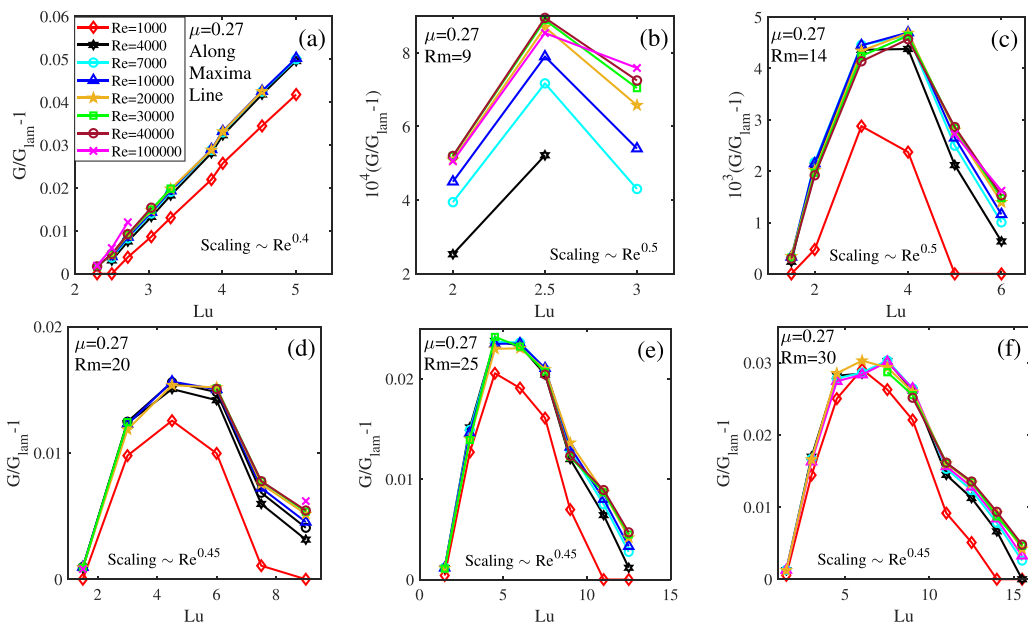 0.06
0.05
0.04
0.03
0.02
0.01
0
G/G_lam-1
Re=1000
Re=4000
Re=7000
Re=10000
Re=20000
Re=30000
Re=40000
Re=100000
μ=0.27
Along
Maxima
Line
(a)
Scaling ~ Re^0.4
2 3 4 5
Lu
8
6
4
2
10^4(G/G_lam-1)
μ=0.27
Rm=9
(b)
Scaling ~ Re^0.5
2 2.5 3
Lu
5
4
3
2
1
0
10^3(G/G_lam-1)
μ=0.27
Rm=14
(c)
Scaling ~ Re^0.5
2 4 6
Lu
0.02
0.01
0
G/G_lam-1
μ=0.27
Rm=20
(d)
Scaling ~ Re^0.45
2 4 6 8
Lu
0.02
0.01
0
G/G_lam-1
μ=0.27
Rm=25
(e)
Scaling ~ Re^0.45
0 5 10 15
Lu
0.03
0.02
0.01
0
G/G_lam-1
μ=0.27
Rm=30
(f)
Scaling ~ Re^0.45
5 10 15
Lu